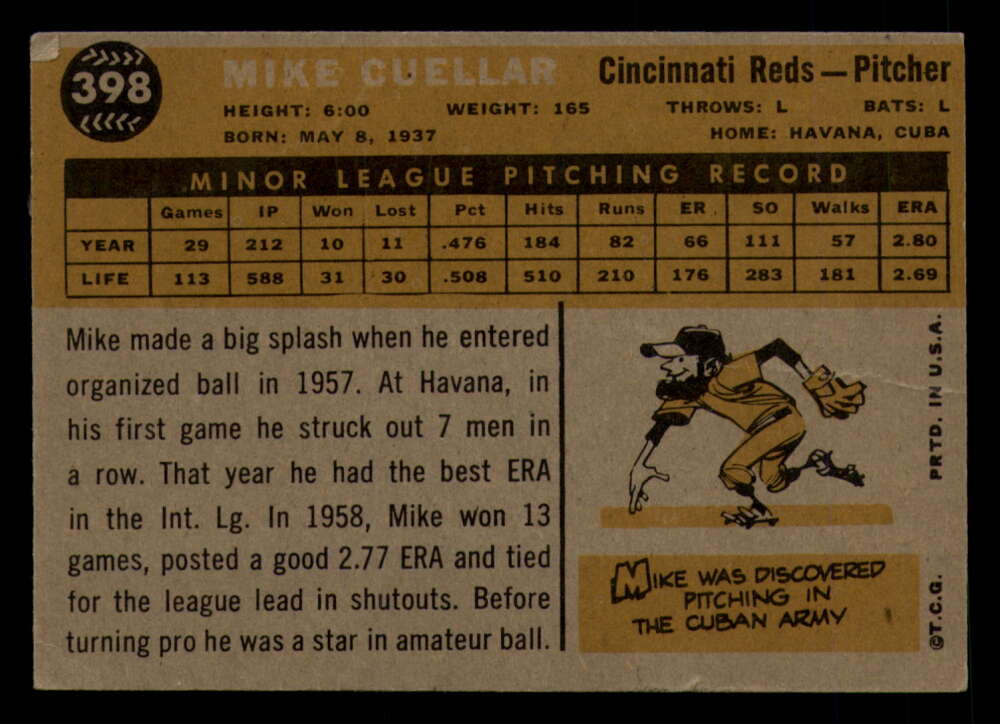 398
MIKE CUELLAR
Cincinnati Reds—Pitcher
HEIGHT: 6:00 WEIGHT: 165 THROWS: L BATS: L
BORN: MAY 8, 1937 HOME: HAVANA, CUBA
MINOR LEAGUE PITCHING RECORD
Games IP Won Lost Pct Hits Runs ER SO Walks ERA
YEAR 29 212 10 11 .476 184 82 66 111 57 2.80
LIFE 113 588 31 30 .508 510 210 176 283 181 2.69
Mike made a big splash when he entered
organized ball in 1957. At Havana, in
his first game he struck out 7 men in
a row. That year he had the best ERA
in the Int. Lg. In 1958, Mike won 13
games, posted a good 2.77 ERA and tied
for the league lead in shutouts. Before
turning pro he was a star in amateur ball.
MIKE WAS DISCOVERED
PITCHING IN
THE CUBAN ARMY
©T.C.G. PRTD. IN U.S.A.